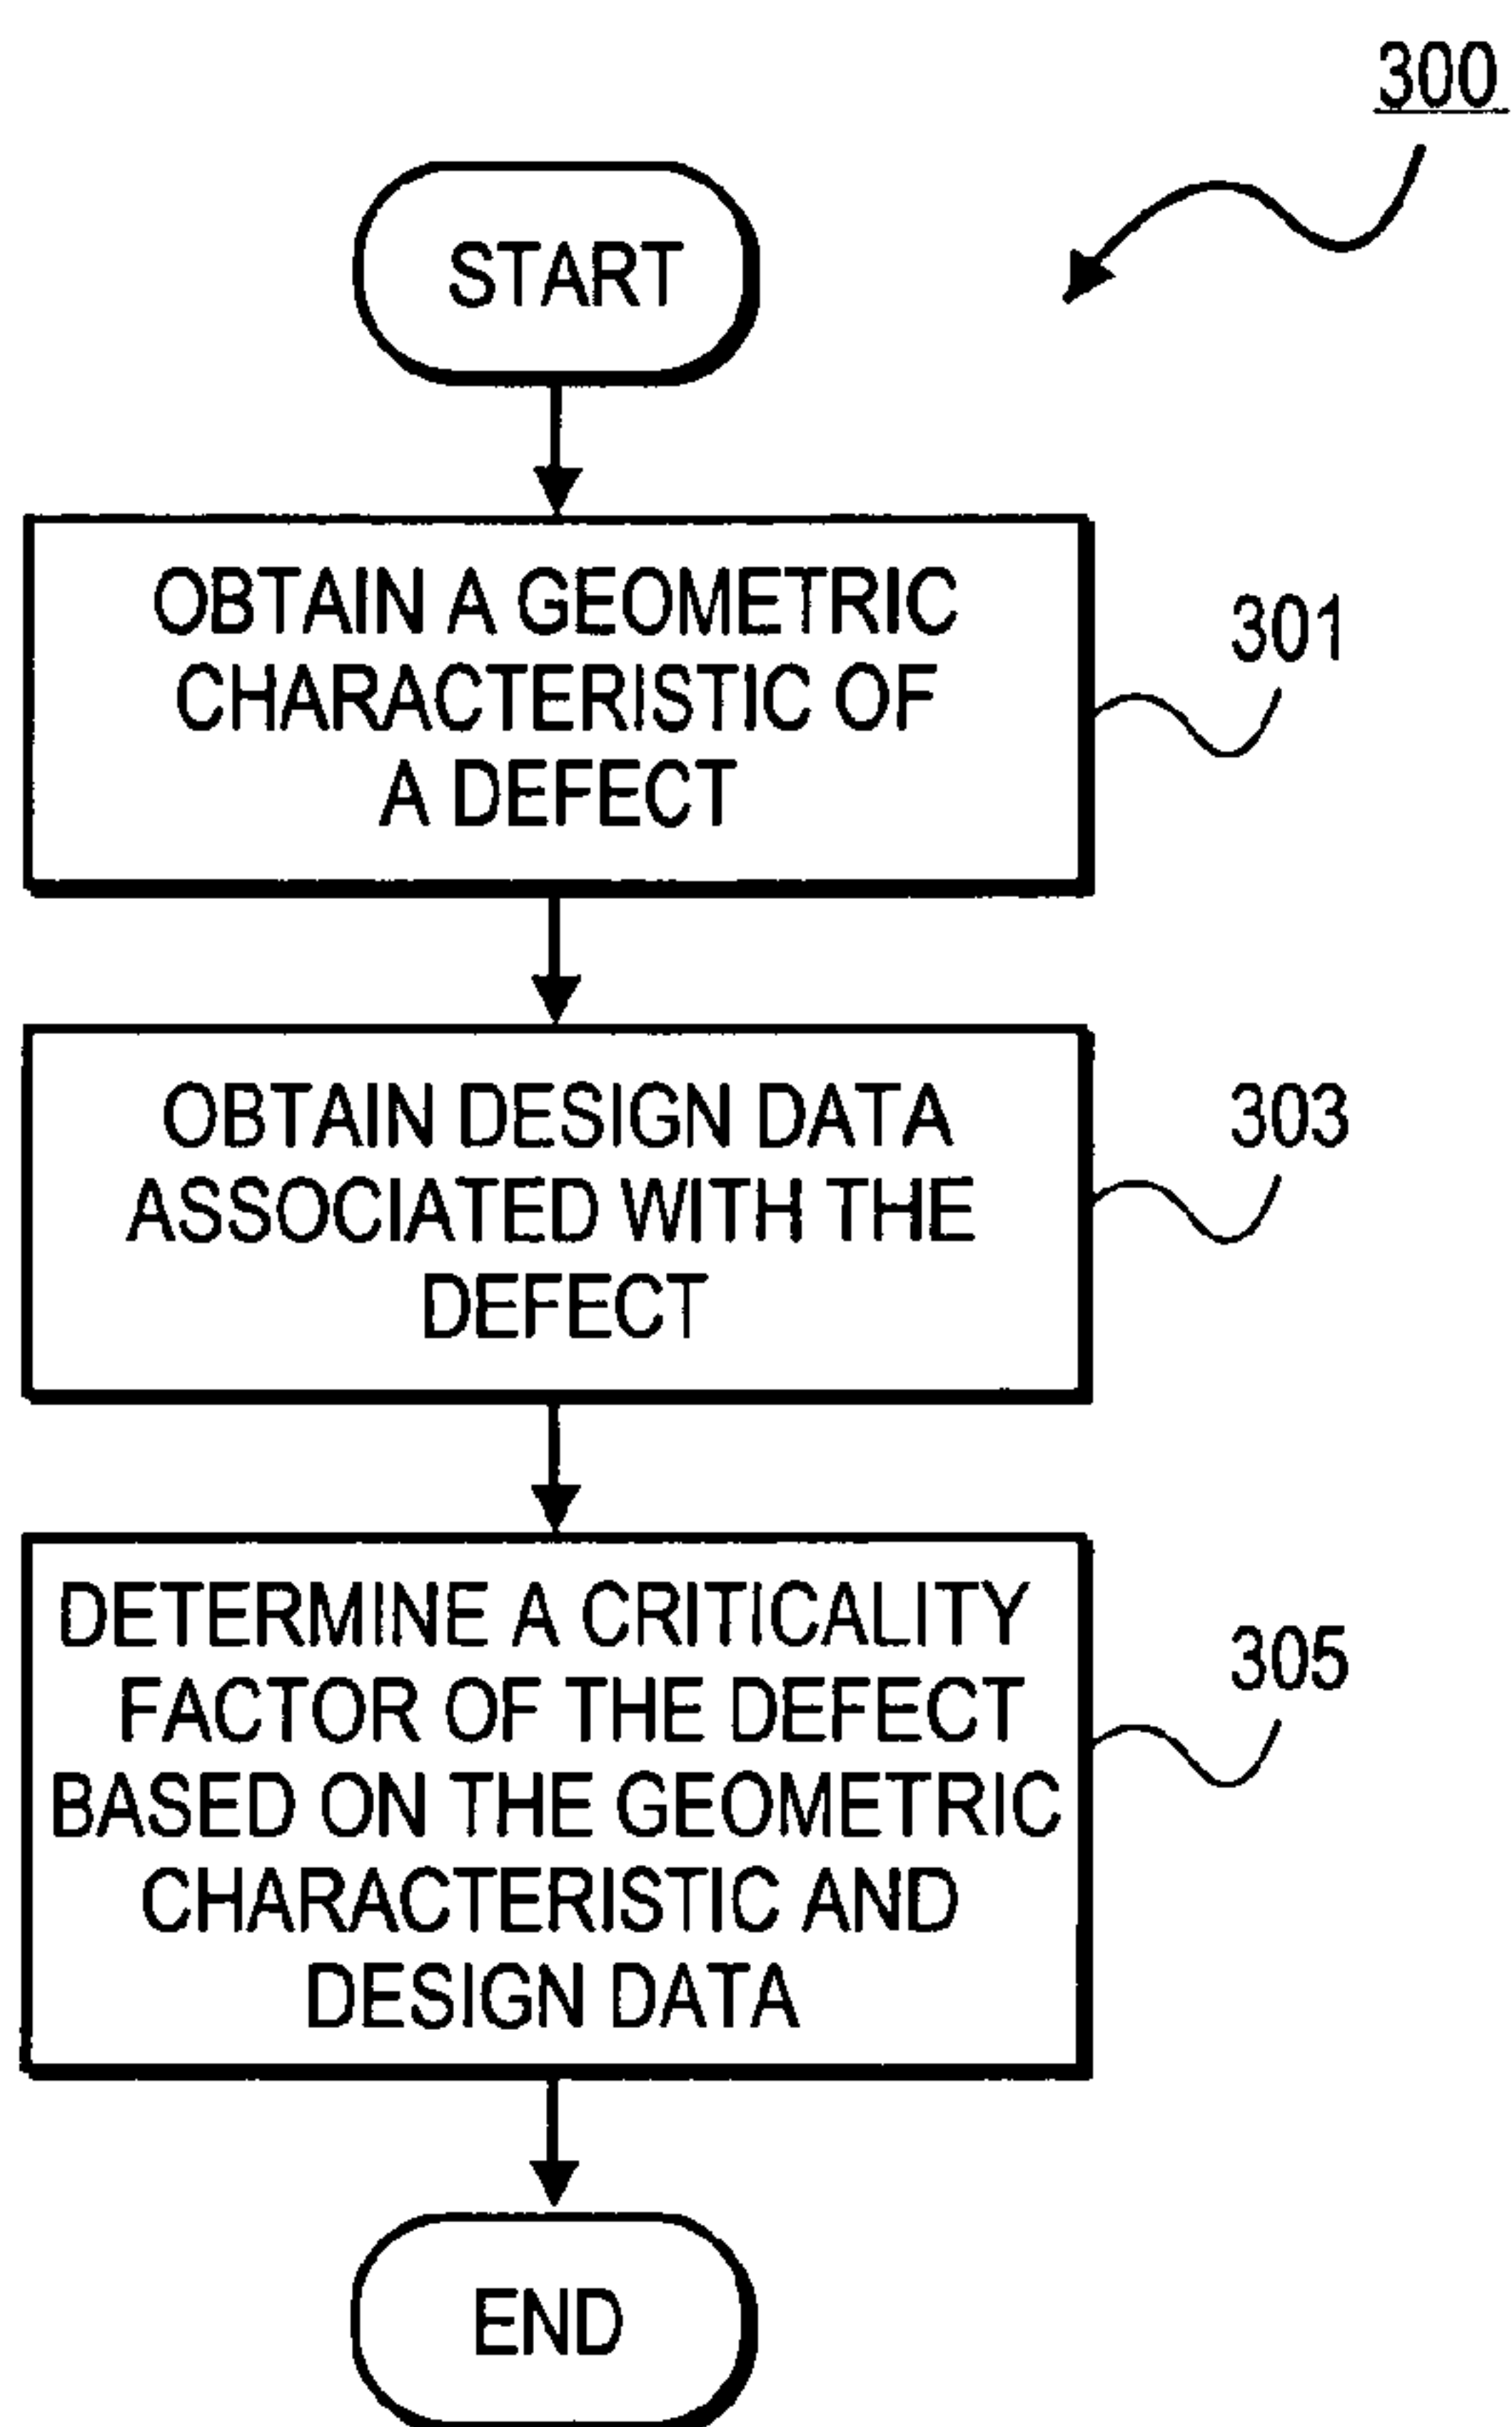 300
START
OBTAIN A GEOMETRIC
CHARACTERISTIC OF
A DEFECT
301
OBTAIN DESIGN DATA
ASSOCIATED WITH THE
DEFECT
303
DETERMINE A CRITICALITY
FACTOR OF THE DEFECT
BASED ON THE GEOMETRIC
CHARACTERISTIC AND
DESIGN DATA
305
END